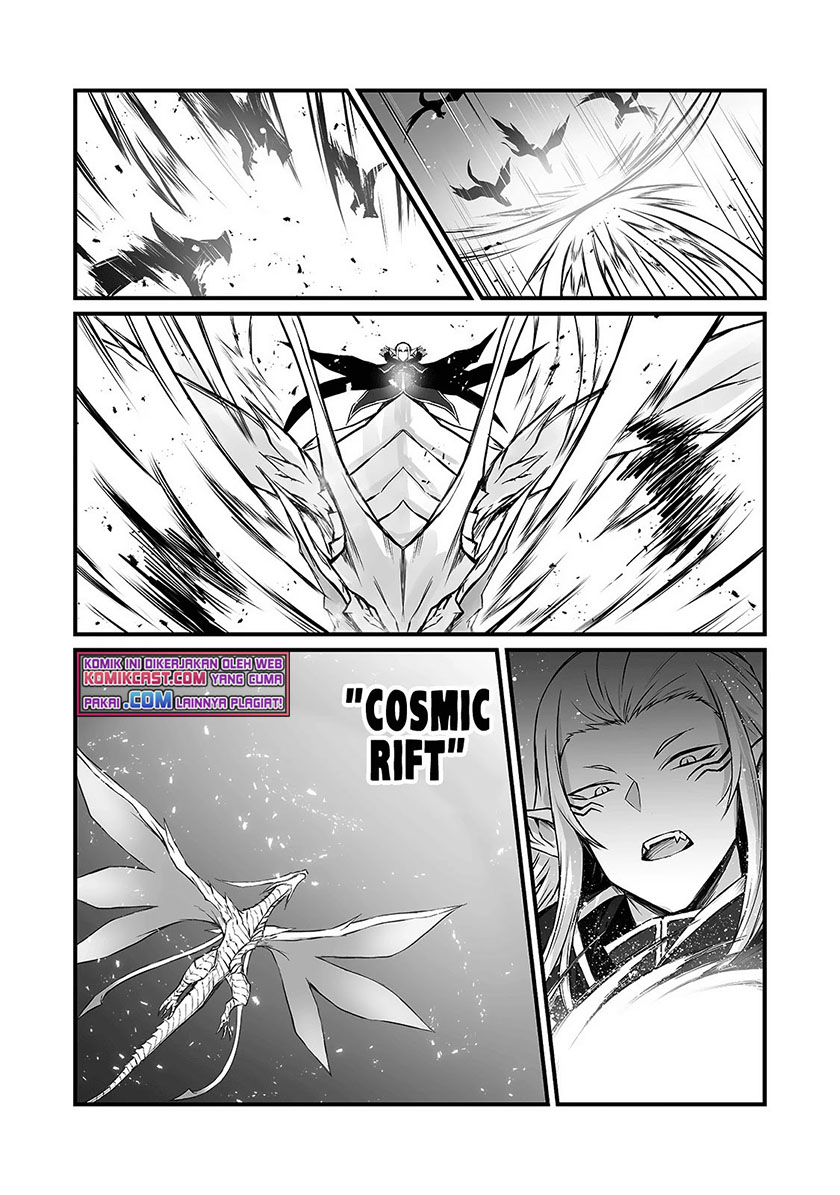 KOMIK INI DIKERJAKAN OLEH WEB
KOMIKCAST.COM YANG CUMA
PAKAI .COM LAINNYA PLAGIAT!
"COSMIC
RIFT"